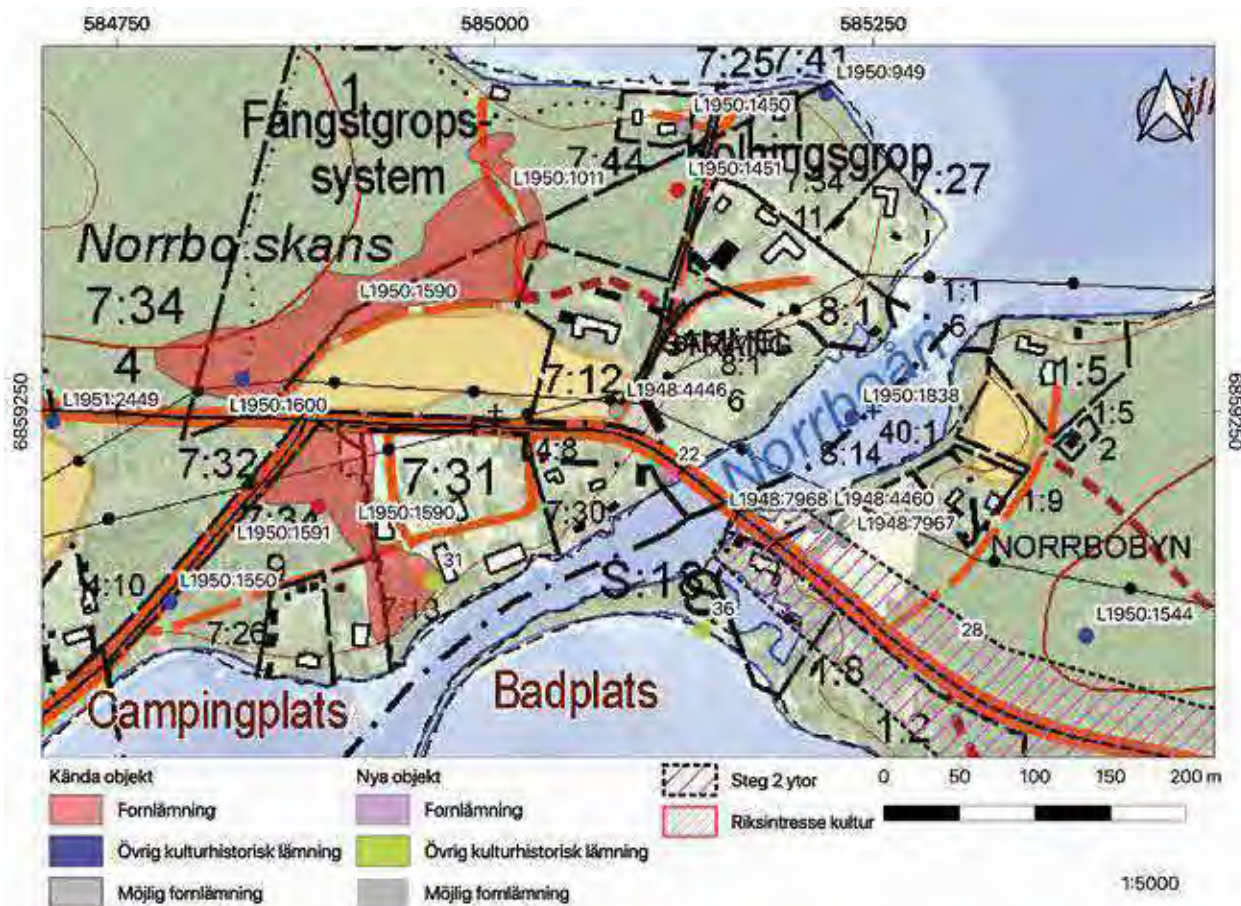 584750
585000
585250
7:25
7:41
L1950:949
1
L1950:1450
Fångstgrops-
system
7:44
L1950:1451
L1950:1011
7:34
7:27
11
Norrbo skans
L1950:1590
7:34
8:1
1:1
6
4
7:12
8:1
L1948:4446
6
1:5
L1950:1838
L1951:2449
L1950:1600
6859250
6859250
40:1
1:5
2
7:32
7:31
4:8
22
Norrboån
S:14
L1948:7968
L1948:4460
1:9
L1950:1590
7:30
L1948:7967
L1950:1591
NORRBOBYN
31
4:10
L1950:1550
9
S:18
36
7:13
28
L1950:1544
7:26
1:8
Campingplats
Badplats
1:2
Kända objekt
Nya objekt
Steg 2 ytor
0 50 100 150 200 m
Fornlämning
Fornlämning
Riksintresse kultur
Övrig kulturhistorisk lämning
Övrig kulturhistorisk lämning
Möjlig fornlämning
Möjlig fornlämning
1:5000